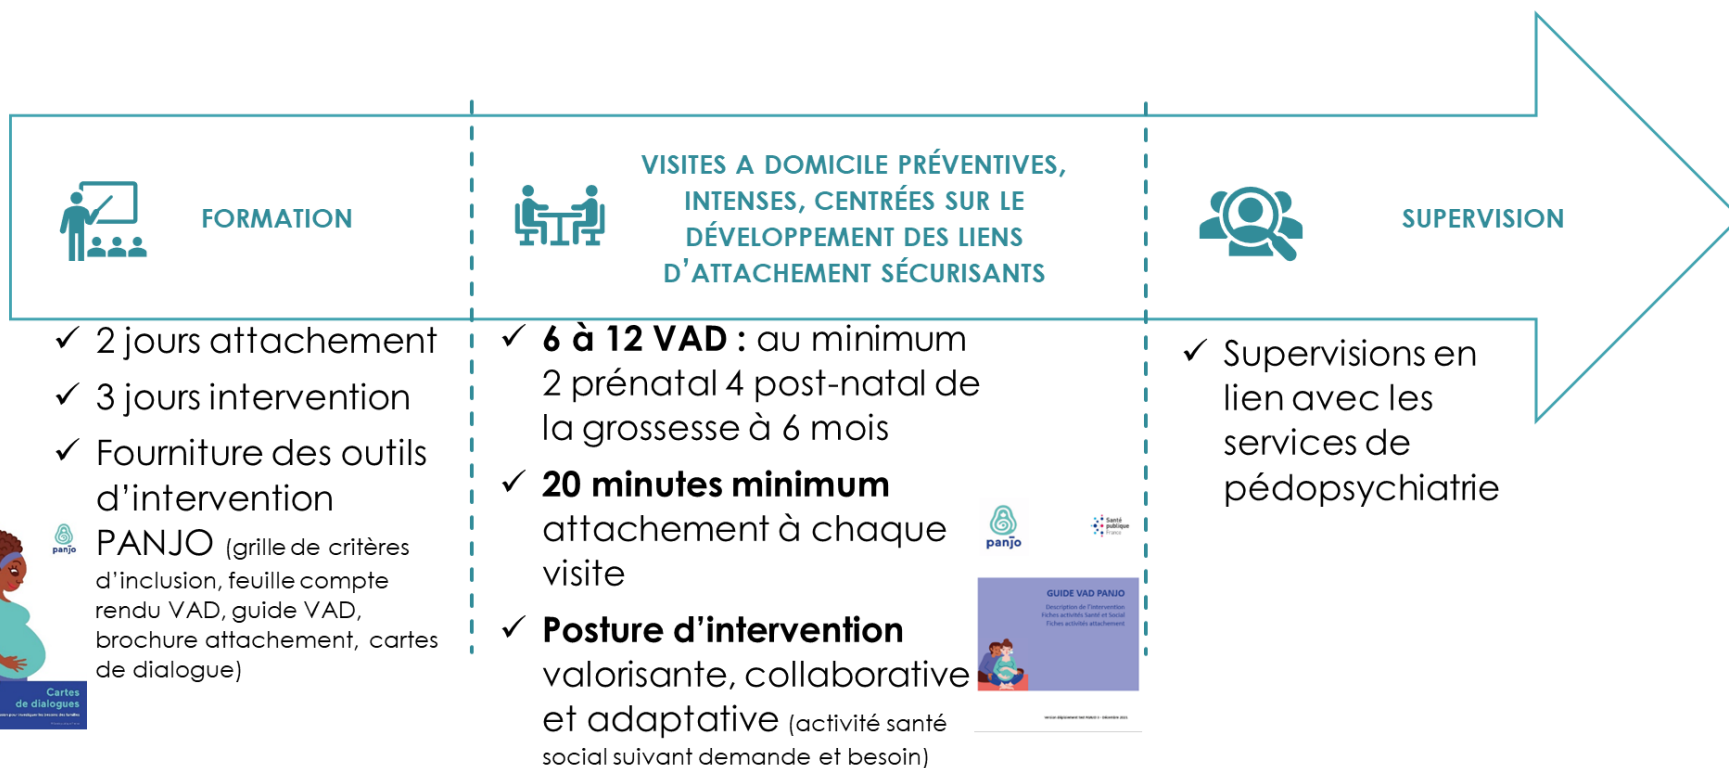 FORMATION
VISITES A DOMICILE PRÉVENTIVES,
INTENSES, CENTRÉES SUR LE
DÉVELOPPEMENT DES LIENS
D’ATTACHEMENT SÉCURISANTS
SUPERVISION
✓ 2 jours attachement
✓ 3 jours intervention
✓ Fourniture des outils
d’intervention
PANJO (grille de critères
d’inclusion, feuille compte
rendu VAD, guide VAD,
brochure attachement, cartes
de dialogue)
panjo
Cartes
de dialogues
✓ 6 à 12 VAD : au minimum
2 prénatal 4 post-natal de
la grossesse à 6 mois
✓ 20 minutes minimum
attachement à chaque
visite
✓ Posture d’intervention
valorisante, collaborative
et adaptative (activité santé
social suivant demande et besoin)
panjo
Santé
publique
France
GUIDE VAD PANJO
Description de l’intervention
Fiches activités Santé et Social
Fiches activités attachement
✓ Supervisions en
lien avec les
services de
pédopsychiatrie